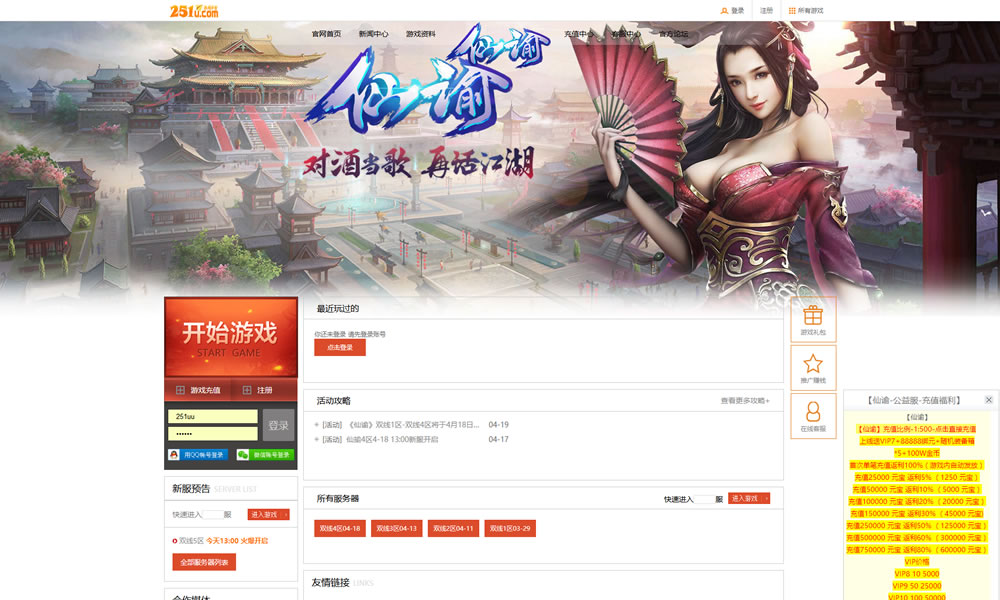 251U.com
登录 注册 所有游戏
官网首页 新闻中心 游戏资料 充值中心 客服中心 官方论坛
仙谕
仙谕
对酒当歌 再话江湖
开始游戏
START GAME
游戏充值 注册
251uu
••••••
登录
用QQ帐号登录 微信帐号登录
新服预告 SERVER LIST
快速进入 服 进入游戏
双线5区 今天13:00 火爆开启
全部服务器列表
合作媒体
最近玩过的
你还未登录 请先登录账号
点击登录
活动攻略 查看更多攻略+
[活动] 《仙谕》双线1区-双线4区将于4月18日... 04-19
[活动] 仙谕4区4-18 13:00新服开启 04-17
所有服务器 快速进入 服 进入游戏
双线4区04-18 双线3区04-13 双线2区04-11 双线1区03-29
友情链接 LINKS
游戏礼包
推广赚钱
在线客服
【仙谕-公益服-充值福利】
【仙谕】
【仙谕】充值比例-1:500-点击直接充值
上线送VIP7+88888绑元+随机装备箱
*5+100W金币
首次单笔充值返利100%（游戏内自动发放）
充值25000 元宝 返利5% （1250 元宝）
充值50000 元宝 返利10% （5000 元宝）
充值100000 元宝 返利20% （20000 元宝）
充值150000 元宝 返利30% （45000 元宝)
充值250000 元宝 返利50% （125000 元宝）
充值500000 元宝 返利60% （300000 元宝）
充值750000 元宝 返利80% （600000 元宝）
VIP价格
VIP8 10 5000
VIP9 50 25000
VIP10 100 50000